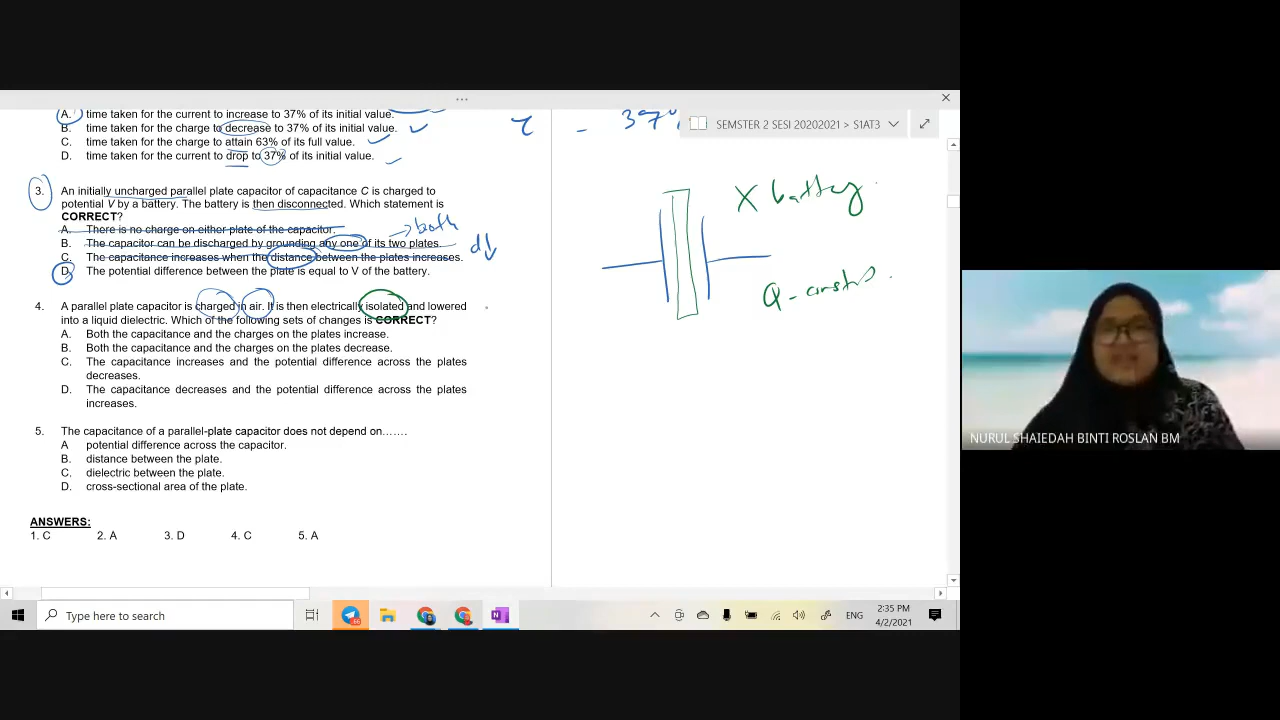 A. time taken for the current to increase to 37% of its initial value.
B. time taken for the charge to decrease to 37% of its initial value.
C. time taken for the charge to attain 63% of its full value.
D. time taken for the current to drop to 37% of its initial value.
3. An initially uncharged parallel plate capacitor of capacitance C is charged to
potential V by a battery. The battery is then disconnected. Which statement is
CORRECT?
A. There is no charge on either plate of the capacitor.
B. The capacitor can be discharged by grounding any one of its two plates.
→ both
C. The capacitance increases when the distance between the plates increases.
d↓
D. The potential difference between the plate is equal to V of the battery.
4. A parallel plate capacitor is charged in air. It is then electrically isolated and lowered
into a liquid dielectric. Which of the following sets of changes is CORRECT?
A. Both the capacitance and the charges on the plates increase.
B. Both the capacitance and the charges on the plates decrease.
C. The capacitance increases and the potential difference across the plates
decreases.
D. The capacitance decreases and the potential difference across the plates
increases.
5. The capacitance of a parallel-plate capacitor does not depend on…….
A potential difference across the capacitor.
B. distance between the plate.
C. dielectric between the plate.
D. cross-sectional area of the plate.
ANSWERS:
1. C 2. A 3. D 4. C 5. A
37%
SEMSTER 2 SESI 20202021 > S1AT3
X battery
Q-
NURUL SHAIEDAH BINTI ROSLAN BM
Type here to search
ENG
2:35 PM
4/2/2021